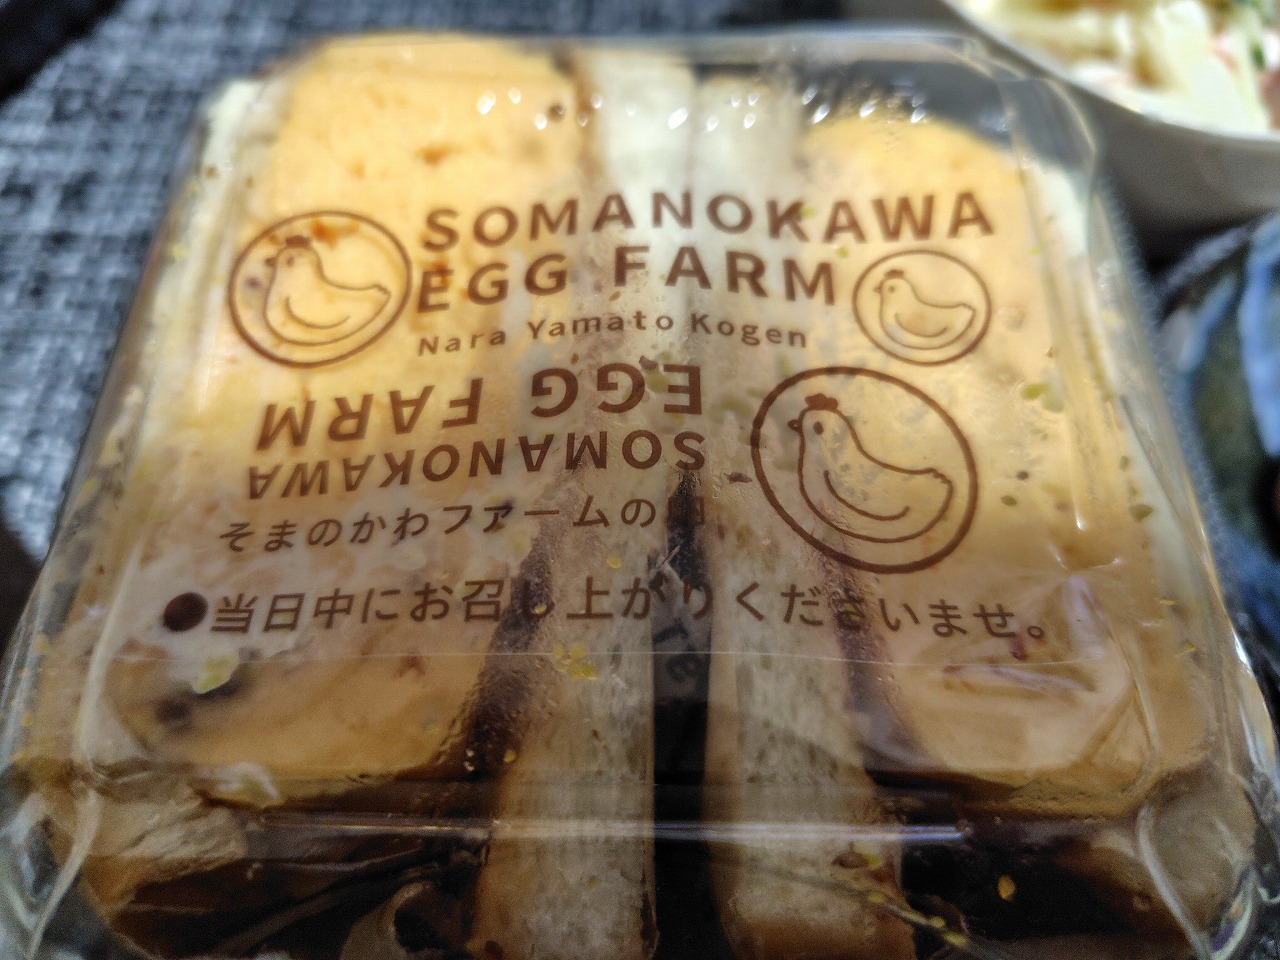 SOMANOKAWA
EGG FARM
Nara Yamato Kogen
EGG FARM
SOMANOKAWA
そまのかわファームの
●当日中にお召し上がりくださいませ。